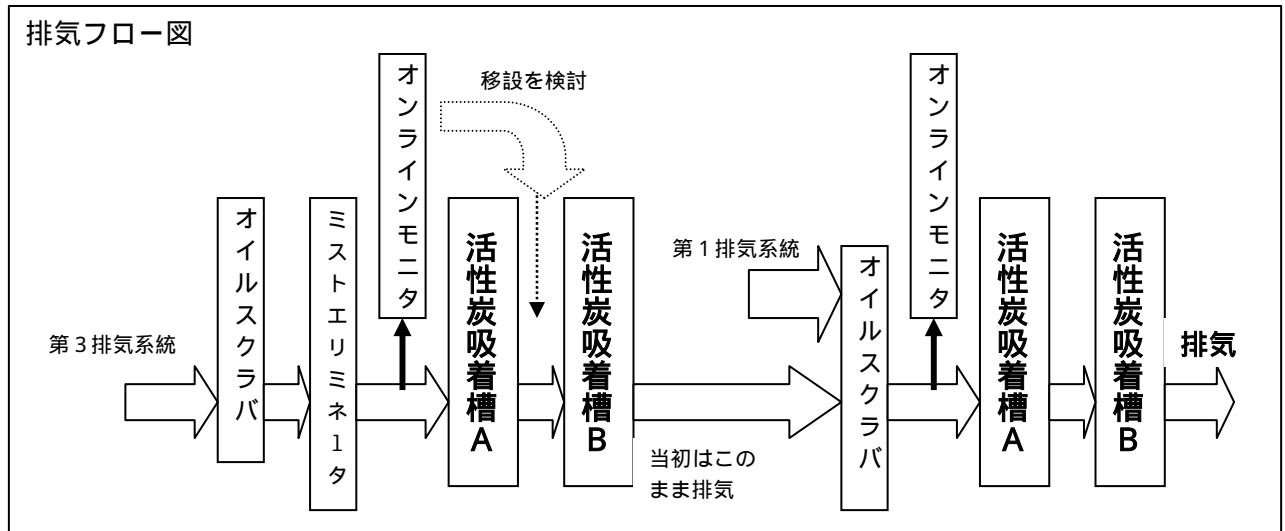 排気フロー図
移設を検討
オンラインモニタ
オイルスクラバ
ミストエリミネータ
活性炭吸着槽A
活性炭吸着槽B
第3排気系統
当初はこの
まま排気
第1排気系統
オイルスクラバ
オンラインモニタ
活性炭吸着槽A
活性炭吸着槽B
排気